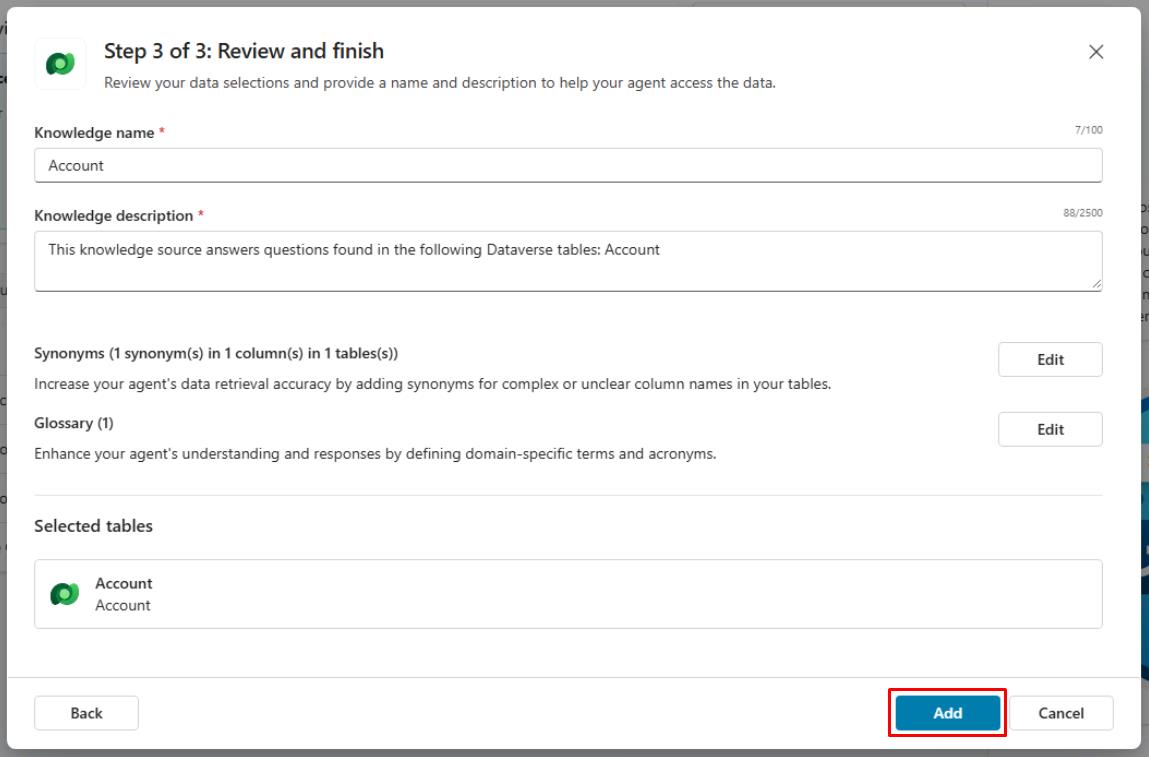 Step 3 of 3: Review and finish
Review your data selections and provide a name and description to help your agent access the data.
Knowledge name *
7/100
Account
Knowledge description *
88/2500
This knowledge source answers questions found in the following Dataverse tables: Account
Synonyms (1 synonym(s) in 1 column(s) in 1 tables(s))
Edit
Increase your agent's data retrieval accuracy by adding synonyms for complex or unclear column names in your tables.
Glossary (1)
Edit
Enhance your agent's understanding and responses by defining domain-specific terms and acronyms.
Selected tables
Account
Account
Back
Add
Cancel